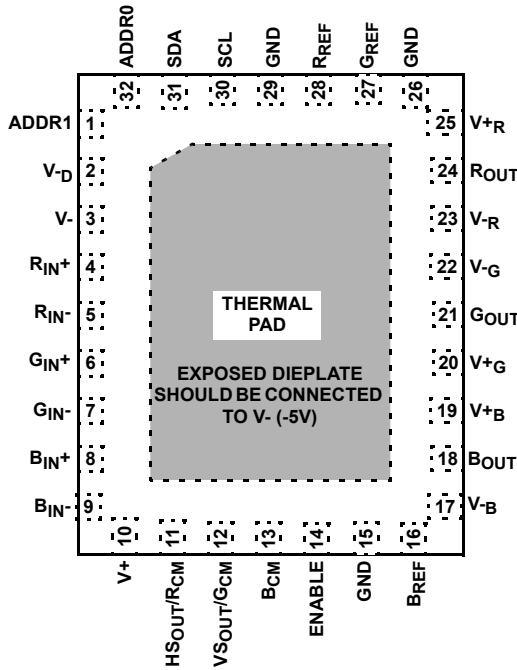 ADDR0
SDA
SCL
GND
RREF
GREF
GND
32
31
30
29
28
27
26
ADDR1 1
V-D 2
V- 3
RIN+ 4
RIN- 5
GIN+ 6
GIN- 7
BIN+ 8
BIN- 9
25 V+R
24 ROUT
23 V-R
22 V-G
21 GOUT
20 V+G
19 V+B
18 BOUT
17 V-B
THERMAL
PAD
EXPOSED DIEPLATE
SHOULD BE CONNECTED
TO V- (-5V)
10
11
12
13
14
15
16
V+
HSOUT/RCM
VSOUT/GCM
BCM
ENABLE
GND
BREF